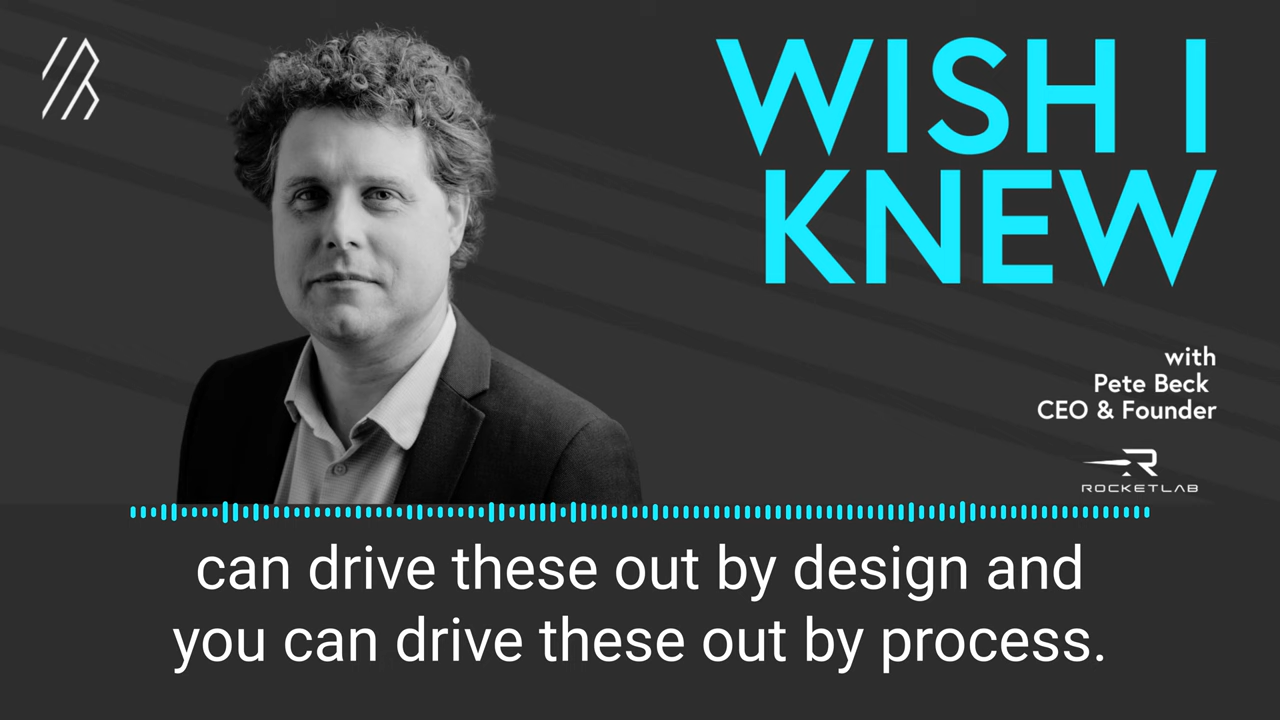 WISH I
KNEW
with
Pete Beck
CEO & Founder
ROCKETLAB
can drive these out by design and
you can drive these out by process.